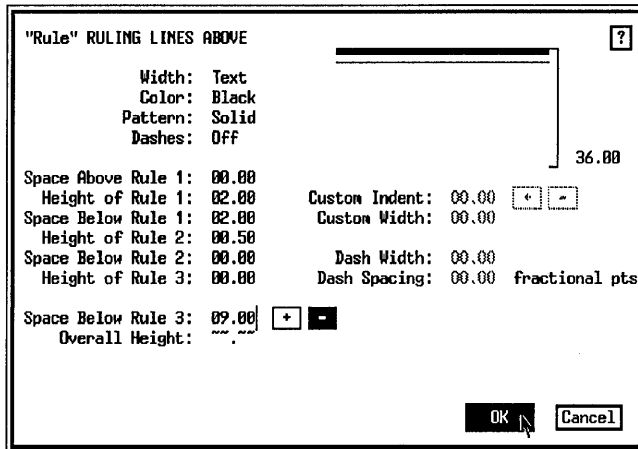 "Rule" RULING LINES ABOVE ?
Width: Text
Color: Black
Pattern: Solid
Dashes: Off
36.00
Space Above Rule 1: 00.00
Height of Rule 1: 02.00 Custom Indent: 00.00 + -
Space Below Rule 1: 02.00 Custom Width: 00.00
Height of Rule 2: 00.50
Space Below Rule 2: 00.00 Dash Width: 00.00
Height of Rule 3: 00.00 Dash Spacing: 00.00 fractional pts
Space Below Rule 3: 09.00 + -
Overall Height: ~~.~~
OK Cancel